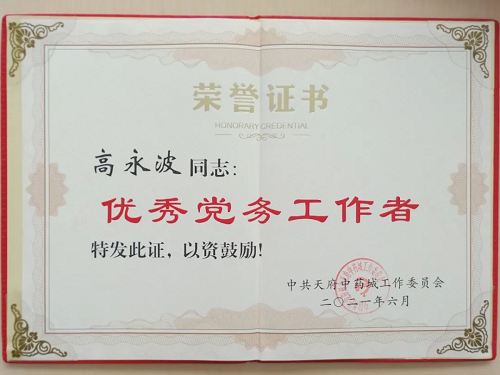 荣誉证书
HONORARY CREDENTIAL
高永波同志:
优秀党务工作者
特发此证，以资鼓励!
中共天府中药城工作委员会
二〇二一年六月